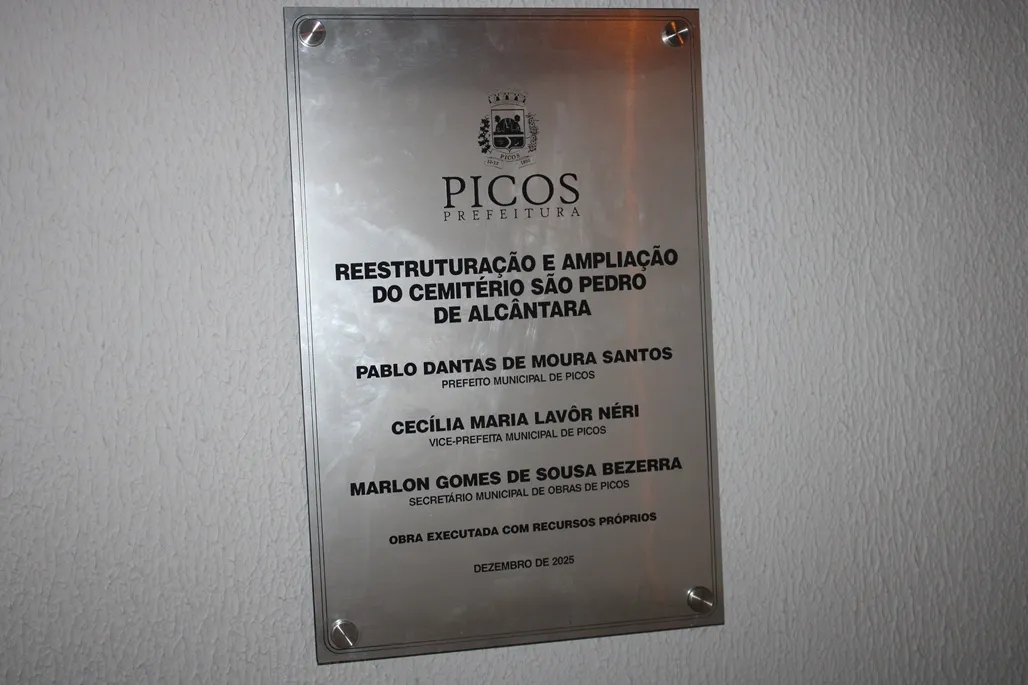 PICOS
PICOS
PREFEITURA
REESTRUTURAÇÃO E AMPLIAÇÃO
DO CEMITÉRIO SÃO PEDRO
DE ALCÂNTARA
PABLO DANTAS DE MOURA SANTOS
PREFEITO MUNICIPAL DE PICOS
CECÍLIA MARIA LAVÔR NÉRI
VICE-PREFEITA MUNICIPAL DE PICOS
MARLON GOMES DE SOUSA BEZERRA
SECRETÁRIO MUNICIPAL DE OBRAS DE PICOS
OBRA EXECUTADA COM RECURSOS PRÓPRIOS
DEZEMBRO DE 2025